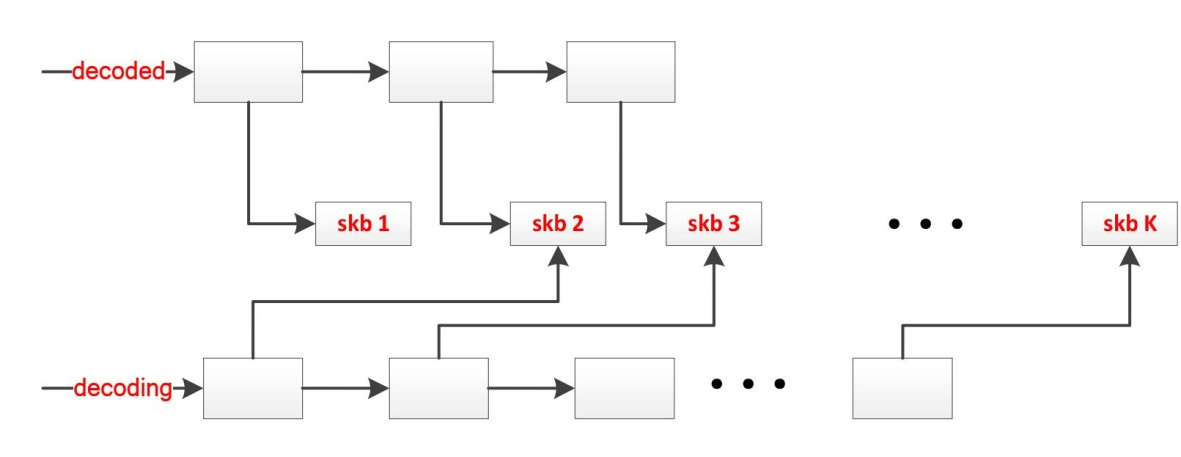 decoded
skb 1
skb 2
skb 3
• • •
skb K
decoding
• • •